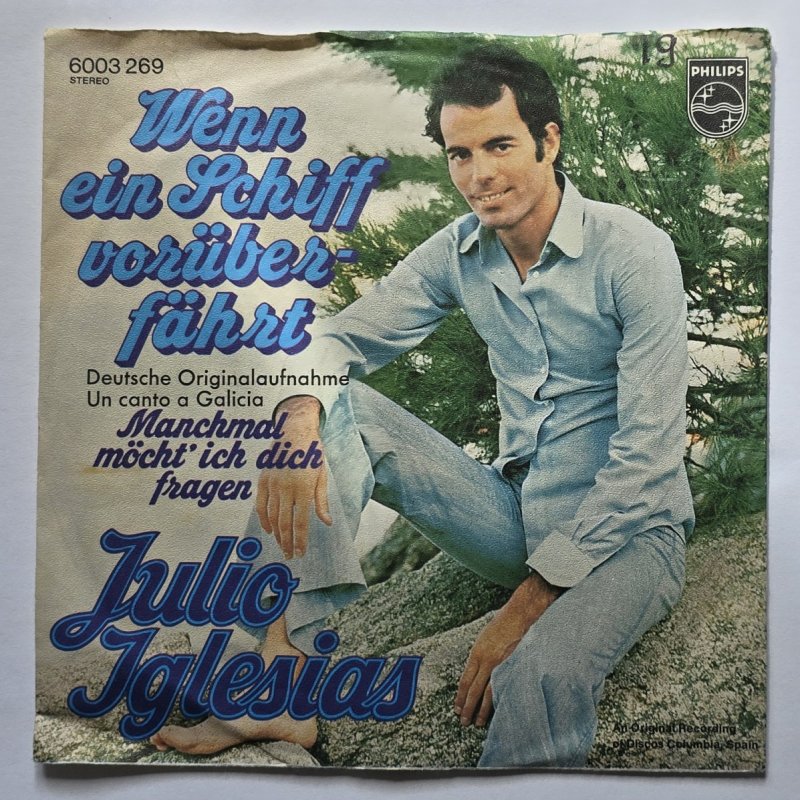 6003 269
STEREO
19
PHILIPS
Wenn
ein Schiff
vorüber-
fährt
Deutsche Originalaufnahme
Un canto a Galicia
Manchmal
möcht' ich dich
fragen
Julio
Iglesias
An Original Recording
of Discos Columbia, Spain